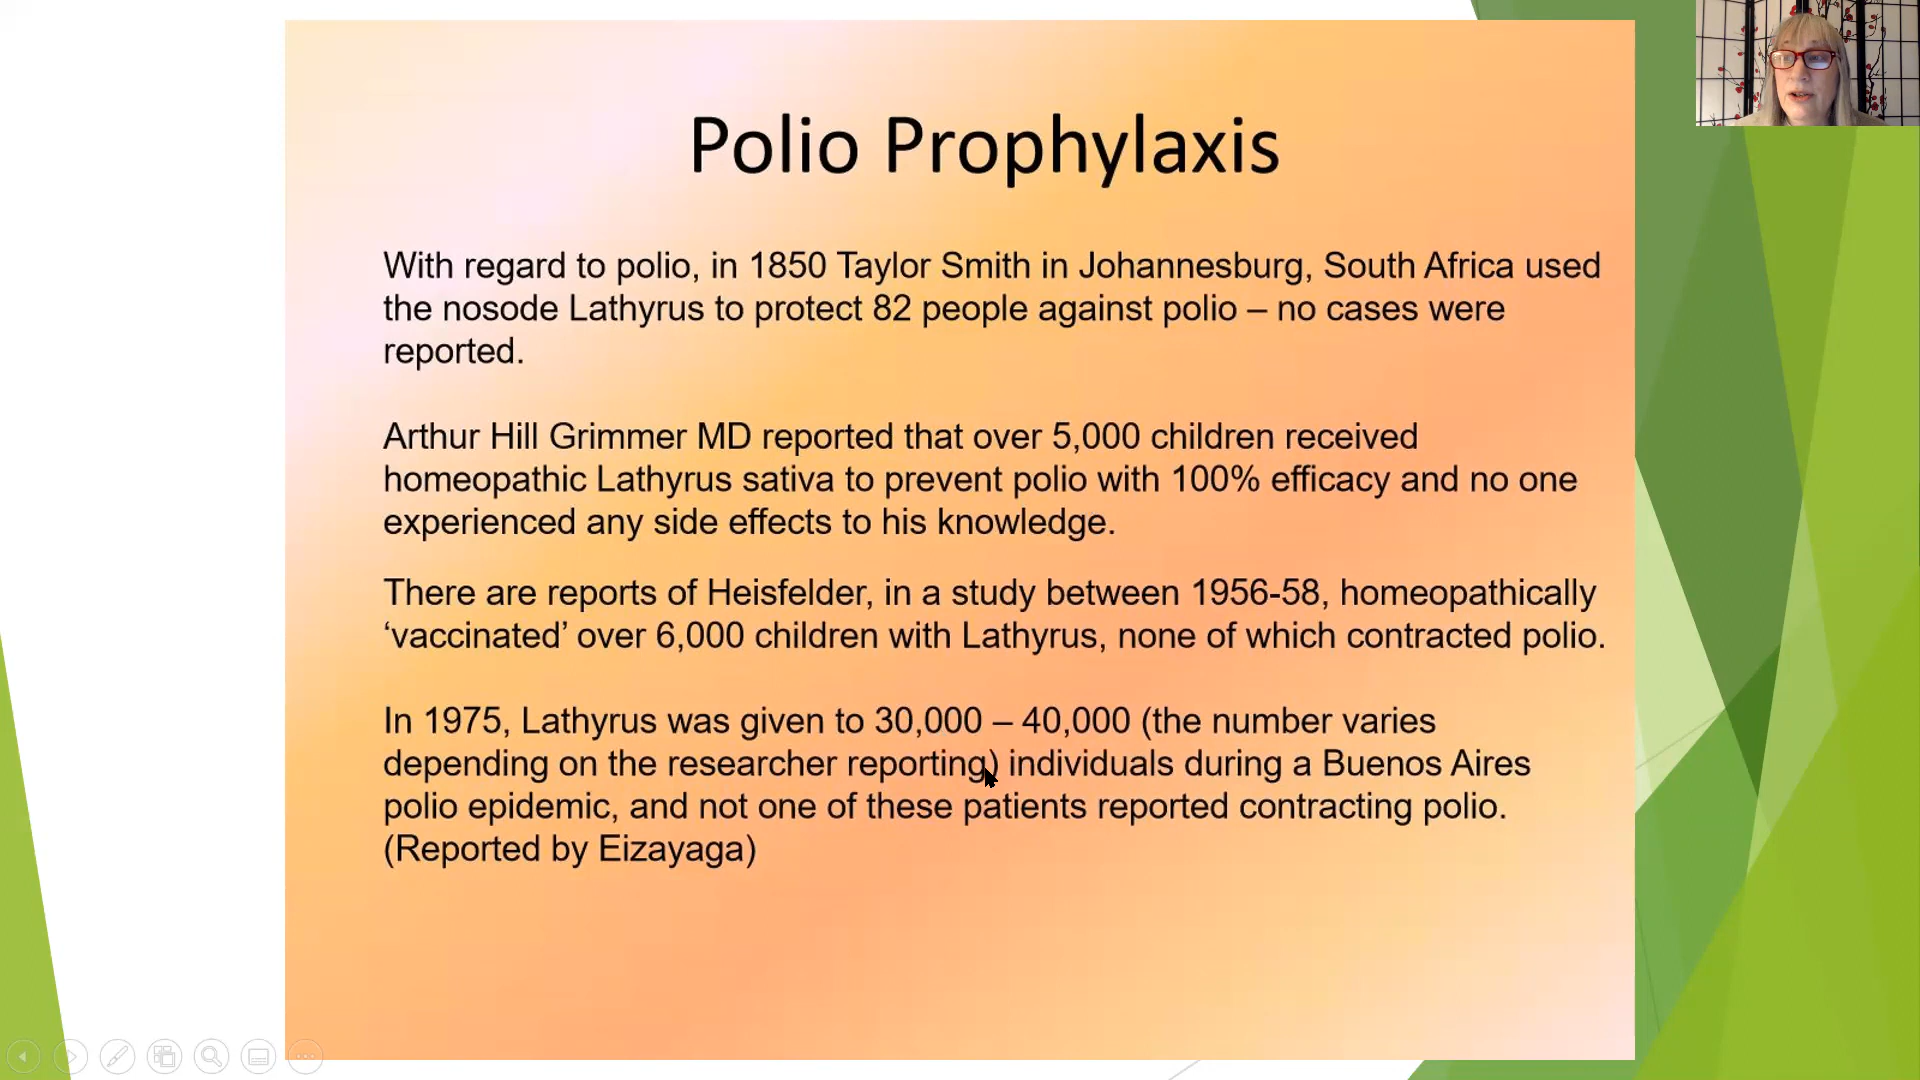 Polio Prophylaxis
With regard to polio, in 1850 Taylor Smith in Johannesburg, South Africa used
the nosode Lathyrus to protect 82 people against polio – no cases were
reported.
Arthur Hill Grimmer MD reported that over 5,000 children received
homeopathic Lathyrus sativa to prevent polio with 100% efficacy and no one
experienced any side effects to his knowledge.
There are reports of Heisfelder, in a study between 1956-58, homeopathically
‘vaccinated’ over 6,000 children with Lathyrus, none of which contracted polio.
In 1975, Lathyrus was given to 30,000 – 40,000 (the number varies
depending on the researcher reporting) individuals during a Buenos Aires
polio epidemic, and not one of these patients reported contracting polio.
(Reported by Eizayaga)